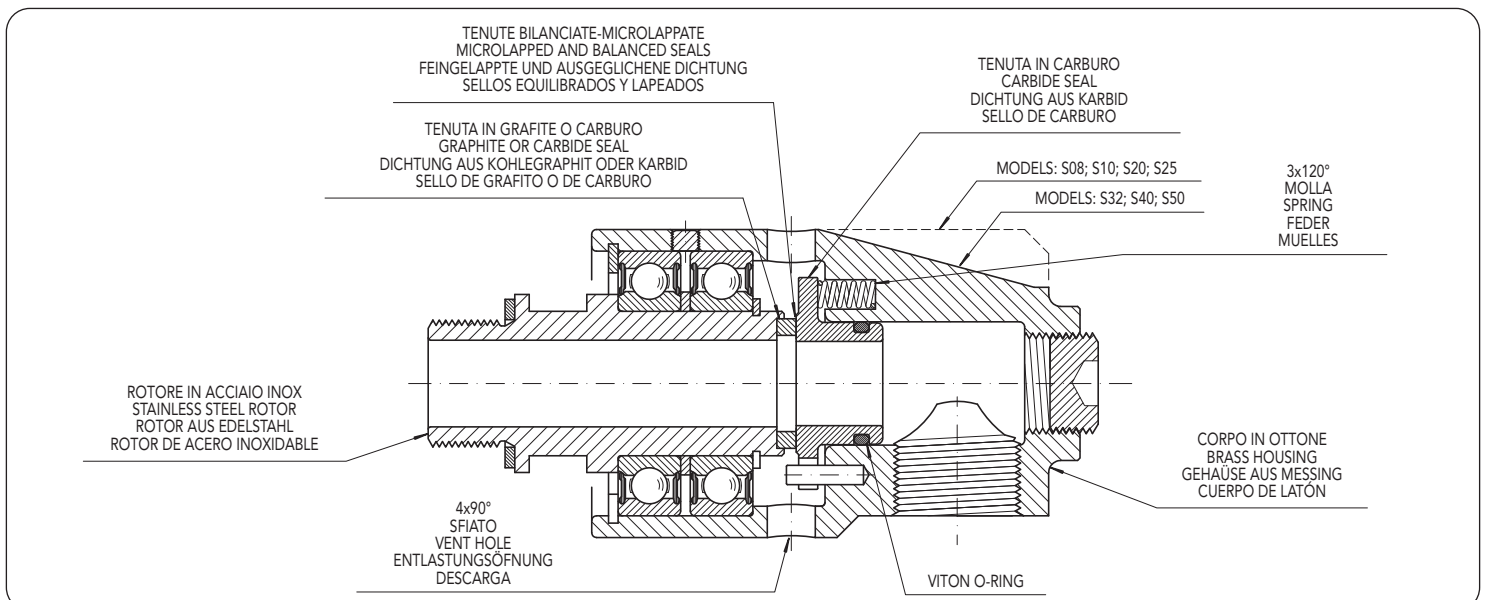 TENUTE BILANCIATE-MICROLAPPATE
MICROLAPPED AND BALANCED SEALS
FEINGELAPPTE UND AUSGEGLICHENE DICHTUNG
SELLOS EQUILIBRADOS Y LAPEADOS
TENUTA IN GRAFITE O CARBURO
GRAPHITE OR CARBIDE SEAL
DICHTUNG AUS KOHLEGRAPHIT ODER KARBID
SELLO DE GRAFITO O DE CARBURO
TENUTA IN CARBURO
CARBIDE SEAL
DICHTUNG AUS KARBID
SELLO DE CARBURO
MODELS: S08; S10; S20; S25
MODELS: S32; S40; S50
3x120°
MOLLA
SPRING
FEDER
MUELLES
ROTORE IN ACCIAIO INOX
STAINLESS STEEL ROTOR
ROTOR AUS EDELSTAHL
ROTOR DE ACERO INOXIDABLE
4x90°
SFIATO
VENT HOLE
ENTLASTUNGSÖFNUNG
DESCARGA
VITON O-RING
CORPO IN OTTONE
BRASS HOUSING
GEHAÜSE AUS MESSING
CUERPO DE LATÓN